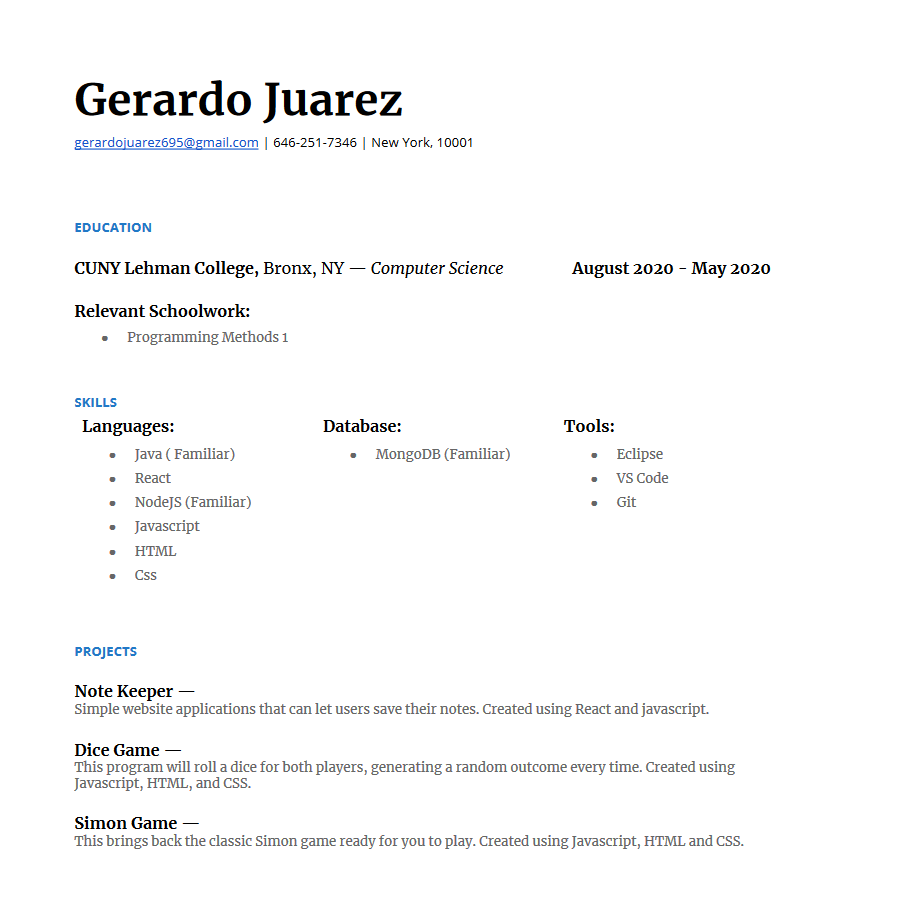 Gerardo Juarez
gerardojuarez695@gmail.com | 646-251-7346 | New York, 10001
EDUCATION
CUNY Lehman College, Bronx, NY — Computer Science August 2020 - May 2020
Relevant Schoolwork:
● Programming Methods 1
SKILLS
Languages:
● Java ( Familiar)
● React
● NodeJS (Familiar)
● Javascript
● HTML
● Css
Database:
● MongoDB (Familiar)
Tools:
● Eclipse
● VS Code
● Git
PROJECTS
Note Keeper —
Simple website applications that can let users save their notes. Created using React and javascript.
Dice Game —
This program will roll a dice for both players, generating a random outcome every time. Created using
Javascript, HTML, and CSS.
Simon Game —
This brings back the classic Simon game ready for you to play. Created using Javascript, HTML and CSS.